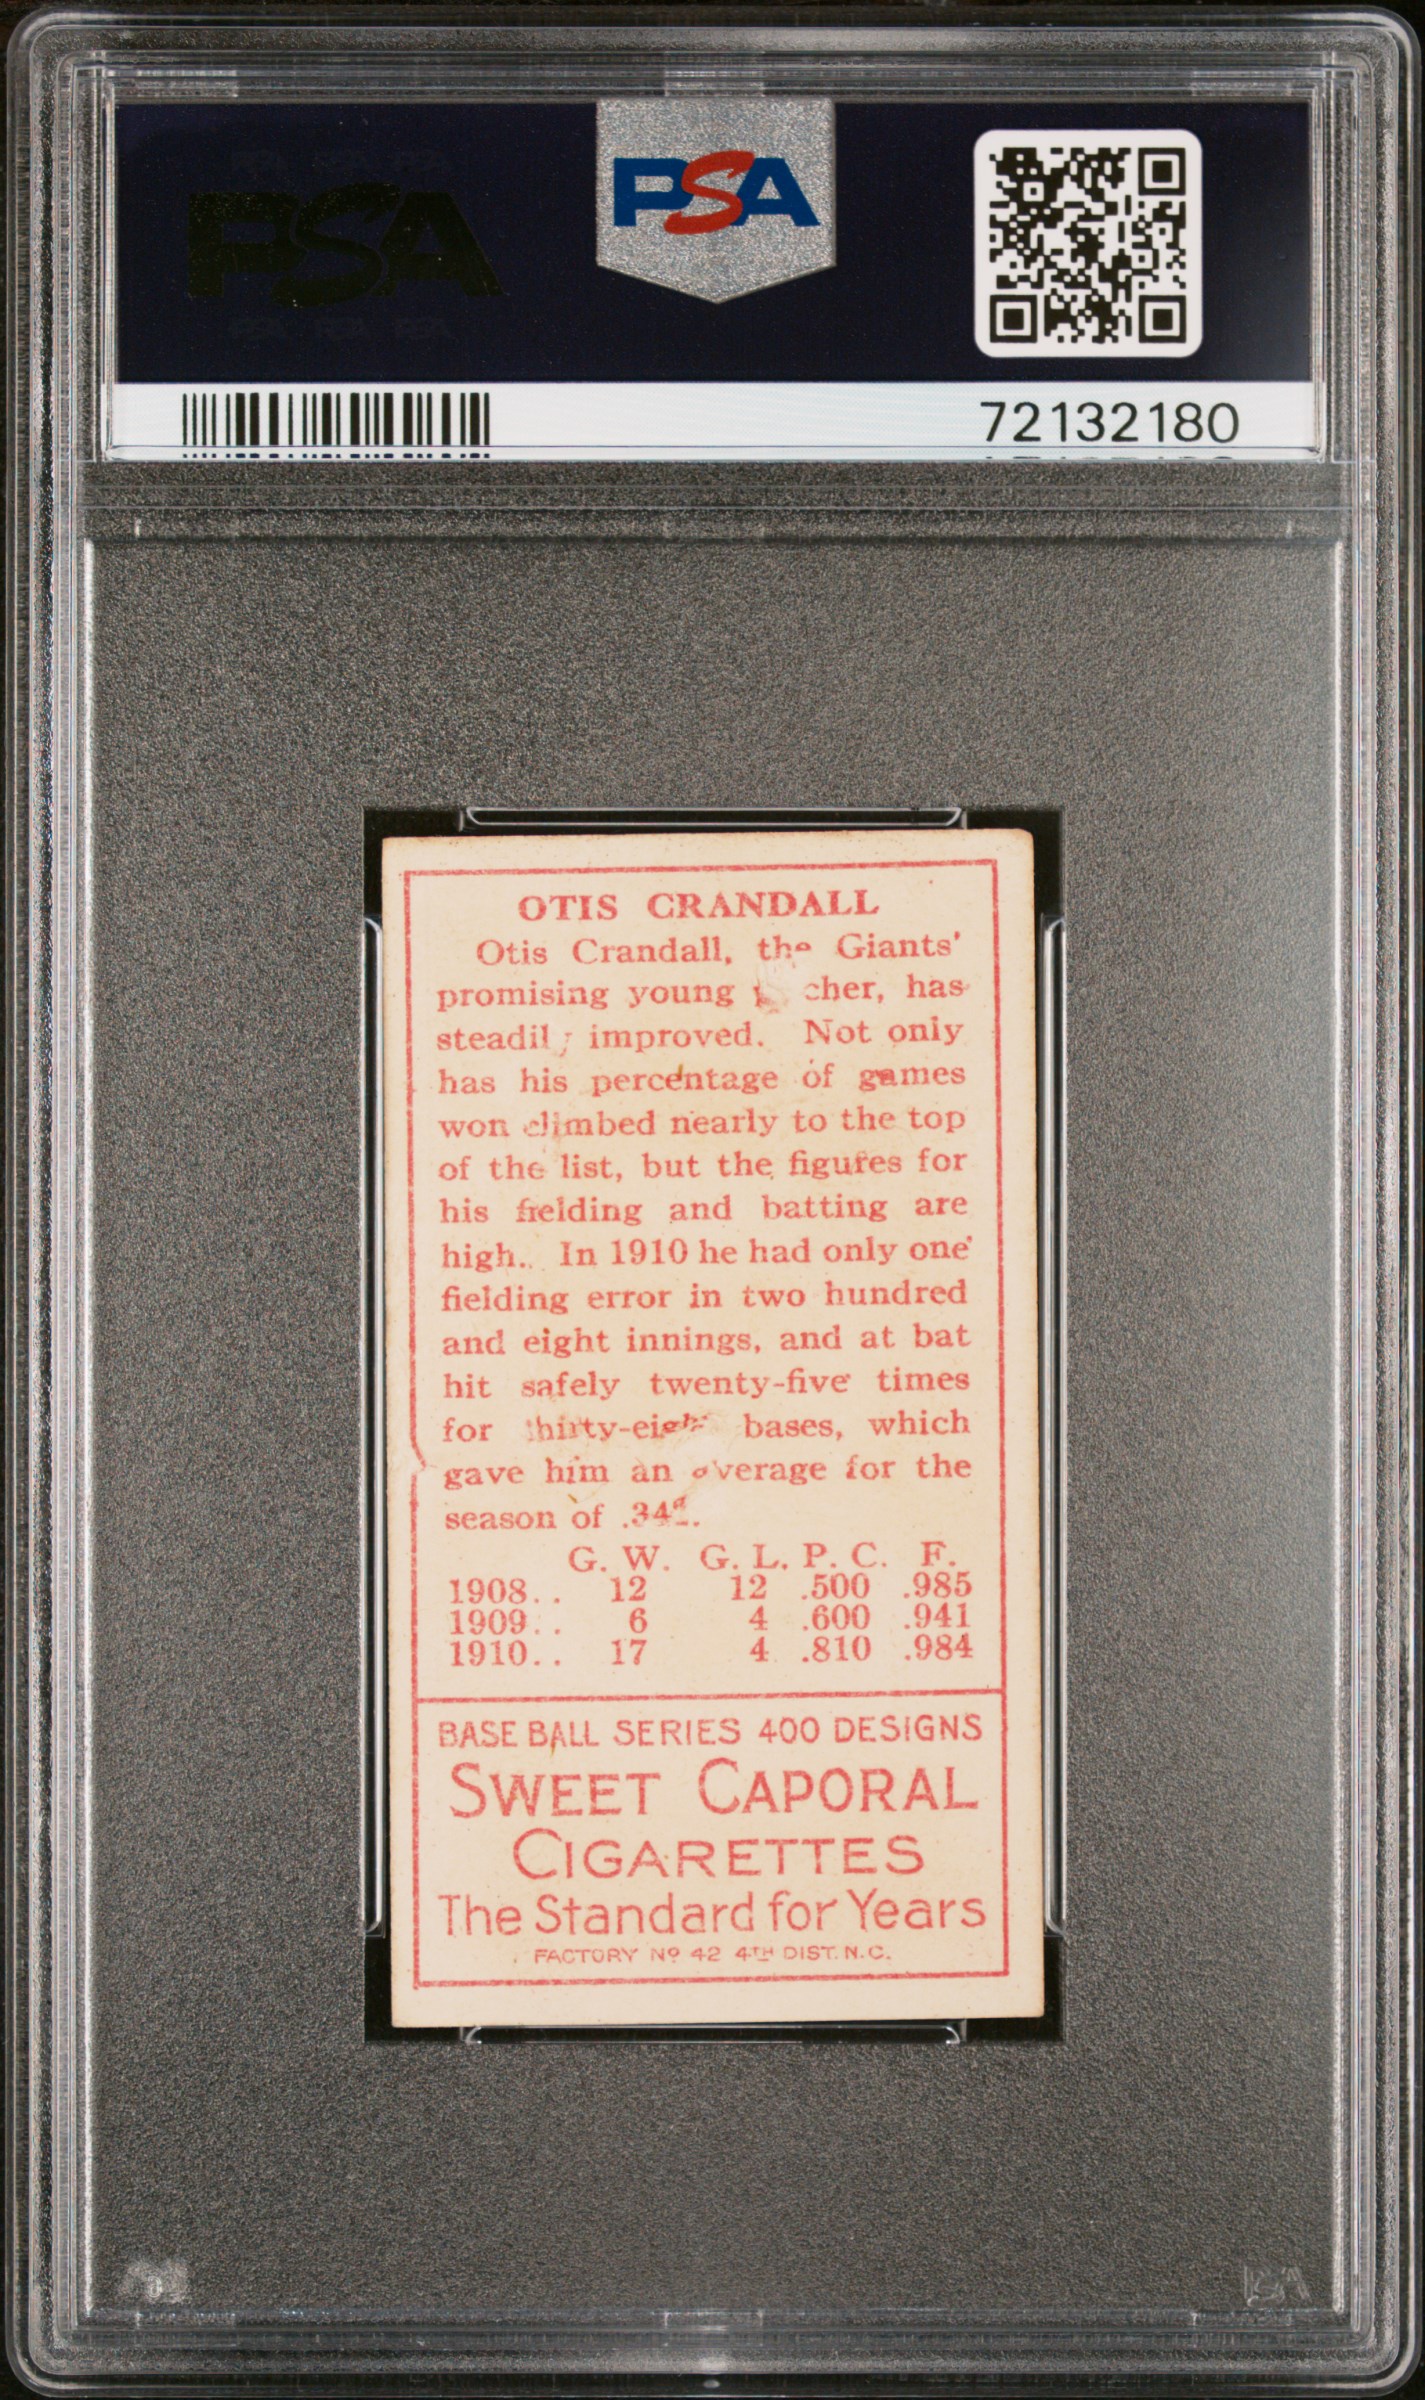 PSA
PSA
72132180
OTIS CRANDALL
Otis Crandall, the Giants'
promising young has
improved. Not only
has his percentage of games
won climbed nearly to the top
of the list, but the figures for
his fielding and batting are
high. In 1910 he had only one
fielding error in two hundred
and eight innings, and at bat
hit safely twenty-five times
for bases, which
gave him an average for the
season of
G. W. G. L. P. C. F.
1908.. 12 12 .500 .985
1909.. 6 4 .600 .941
1910.. 17 4 .810 .984
BASE BALL SERIES 400 DESIGNS
SWEET CAPORAL
CIGARETTES
The Standard for Years
FACTORY No 42 4TH DIST. N.C.
PSA